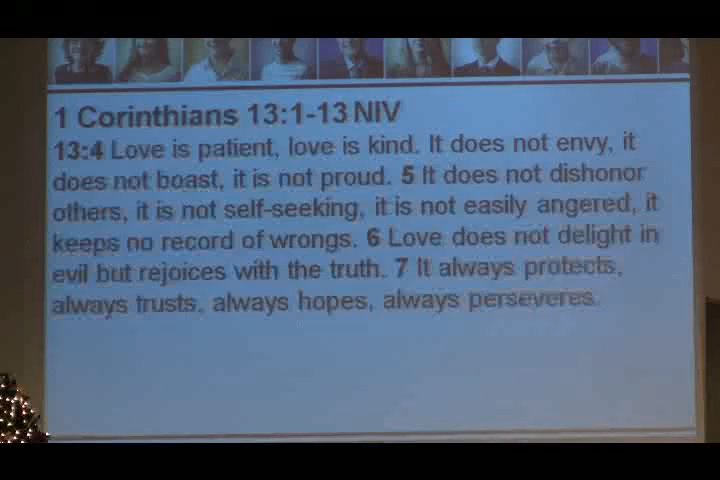 1 Corinthians 13:1-13 NIV
13:4 Love is patient, love is kind. It does not envy, it
does not boast, it is not proud. 5 It does not dishonor
others, it is not self-seeking, it is not easily angered, it
keeps no record of wrongs. 6 Love does not delight in
evil but rejoices with the truth. 7 It always protects,
always trusts, always hopes, always perseveres.